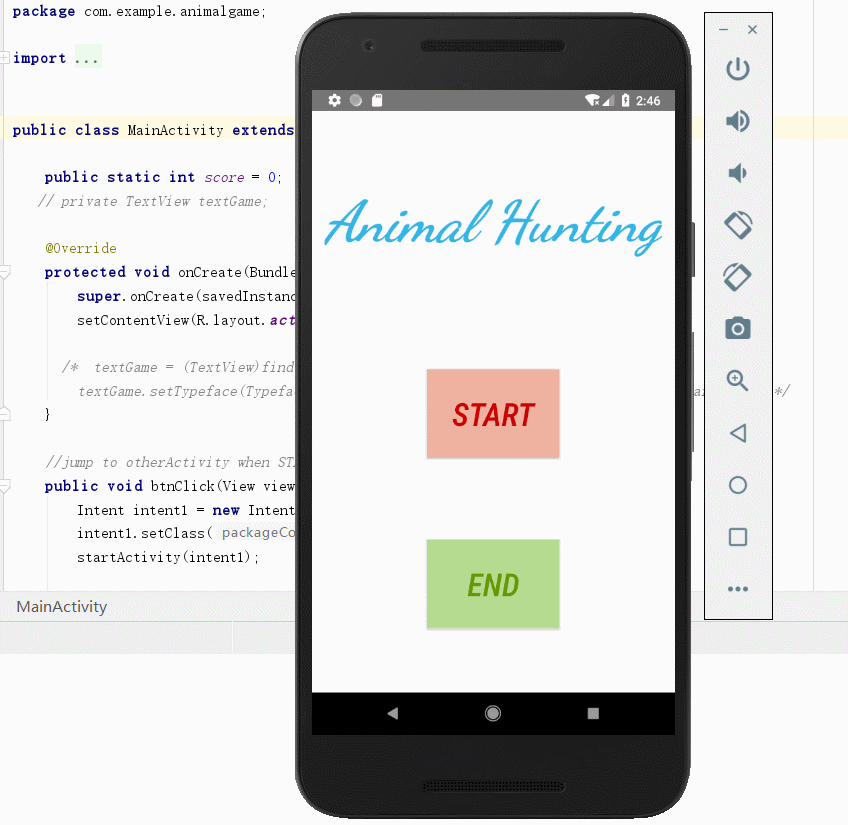 package com.example.animalgame;
import ...
public class MainActivity extends
public static int score = 0;
// private TextView textGame;
@Override
protected void onCreate(Bundle
super.onCreate(savedInstanc
setContentView(R.layout.act
/* textGame = (TextView)find
textGame.setTypeface(Typefac */
}
//jump to otherActivity when STA
public void btnClick(View view
Intent intent1 = new Intent
intent1.setClass( packageCo
startActivity(intent1);
MainActivity
2:46
Animal Hunting
START
END